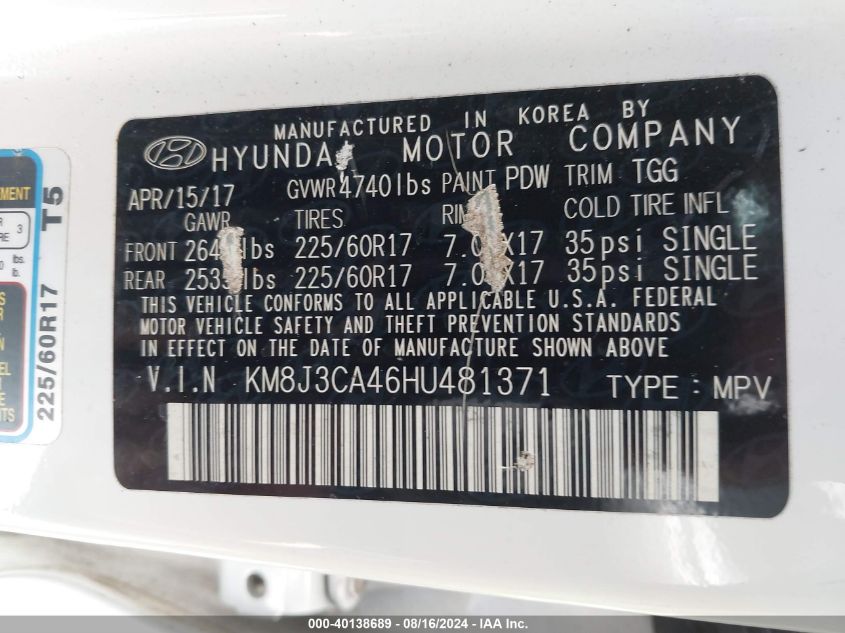 MANUFACTURED IN KOREA BY
HYUNDAI MOTOR COMPANY
APR/15/17 GVWR 4740lbs PAINT PDW TRIM TGG
GAWR TIRES COLD TIRE INFL
FRONT lbs 225/60R17 35psi SINGLE
REAR lbs 225/60R17 35psi SINGLE
THIS VEHICLE CONFORMS TO ALL APPLICABLE U.S.A. FEDERAL
MOTOR VEHICLE SAFETY AND THEFT PREVENTION STANDARDS
IN EFFECT ON THE DATE OF MANUFACTURE SHOWN ABOVE
V.I.N KM8J3CA46HU481371 TYPE : MPV
225/60R17 T5
000-40138689 - 08/16/2024 - IAA Inc.